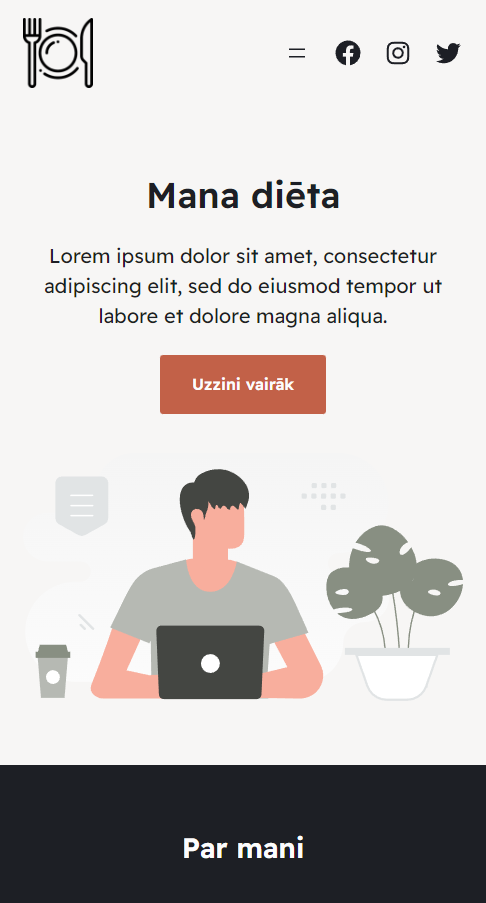 Mana diēta
Lorem ipsum dolor sit amet, consectetur
adipiscing elit, sed do eiusmod tempor ut
labore et dolore magna aliqua.
Uzzini vairāk
Par mani